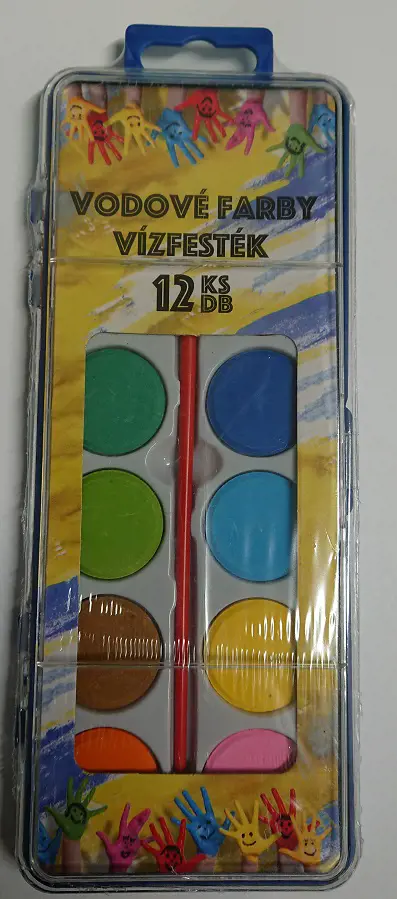 VODOVÉ FARBY
VÍZFESTÉK
12 KS
DB